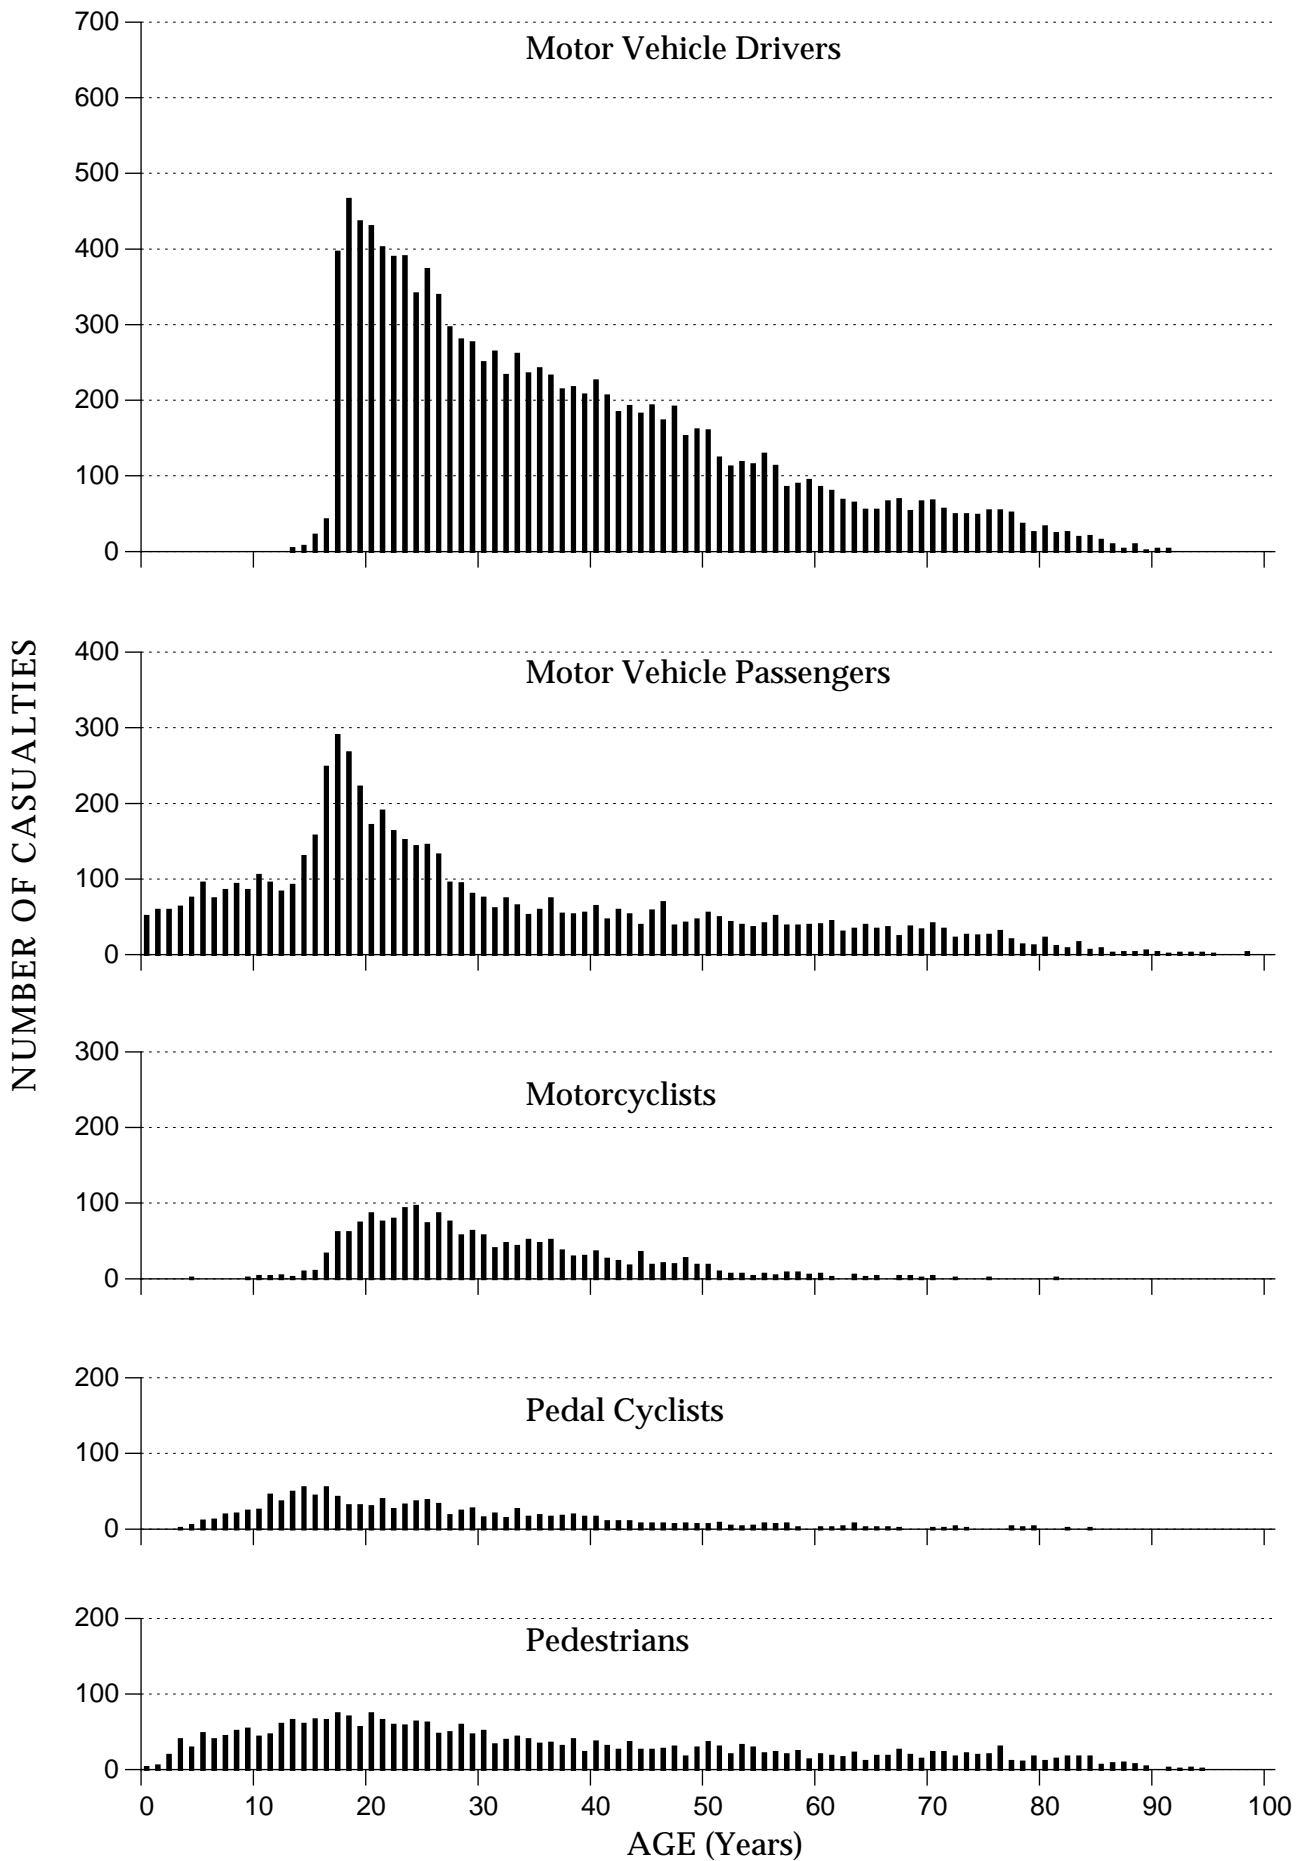 700
Motor Vehicle Drivers
600
500
400
300
200
100
0
NUMBER OF CASUALTIES
400
Motor Vehicle Passengers
300
200
100
0
300
Motorcyclists
200
100
0
200
Pedal Cyclists
100
0
200
Pedestrians
100
0
0 10 20 30 40 50 60 70 80 90 100
AGE (Years)